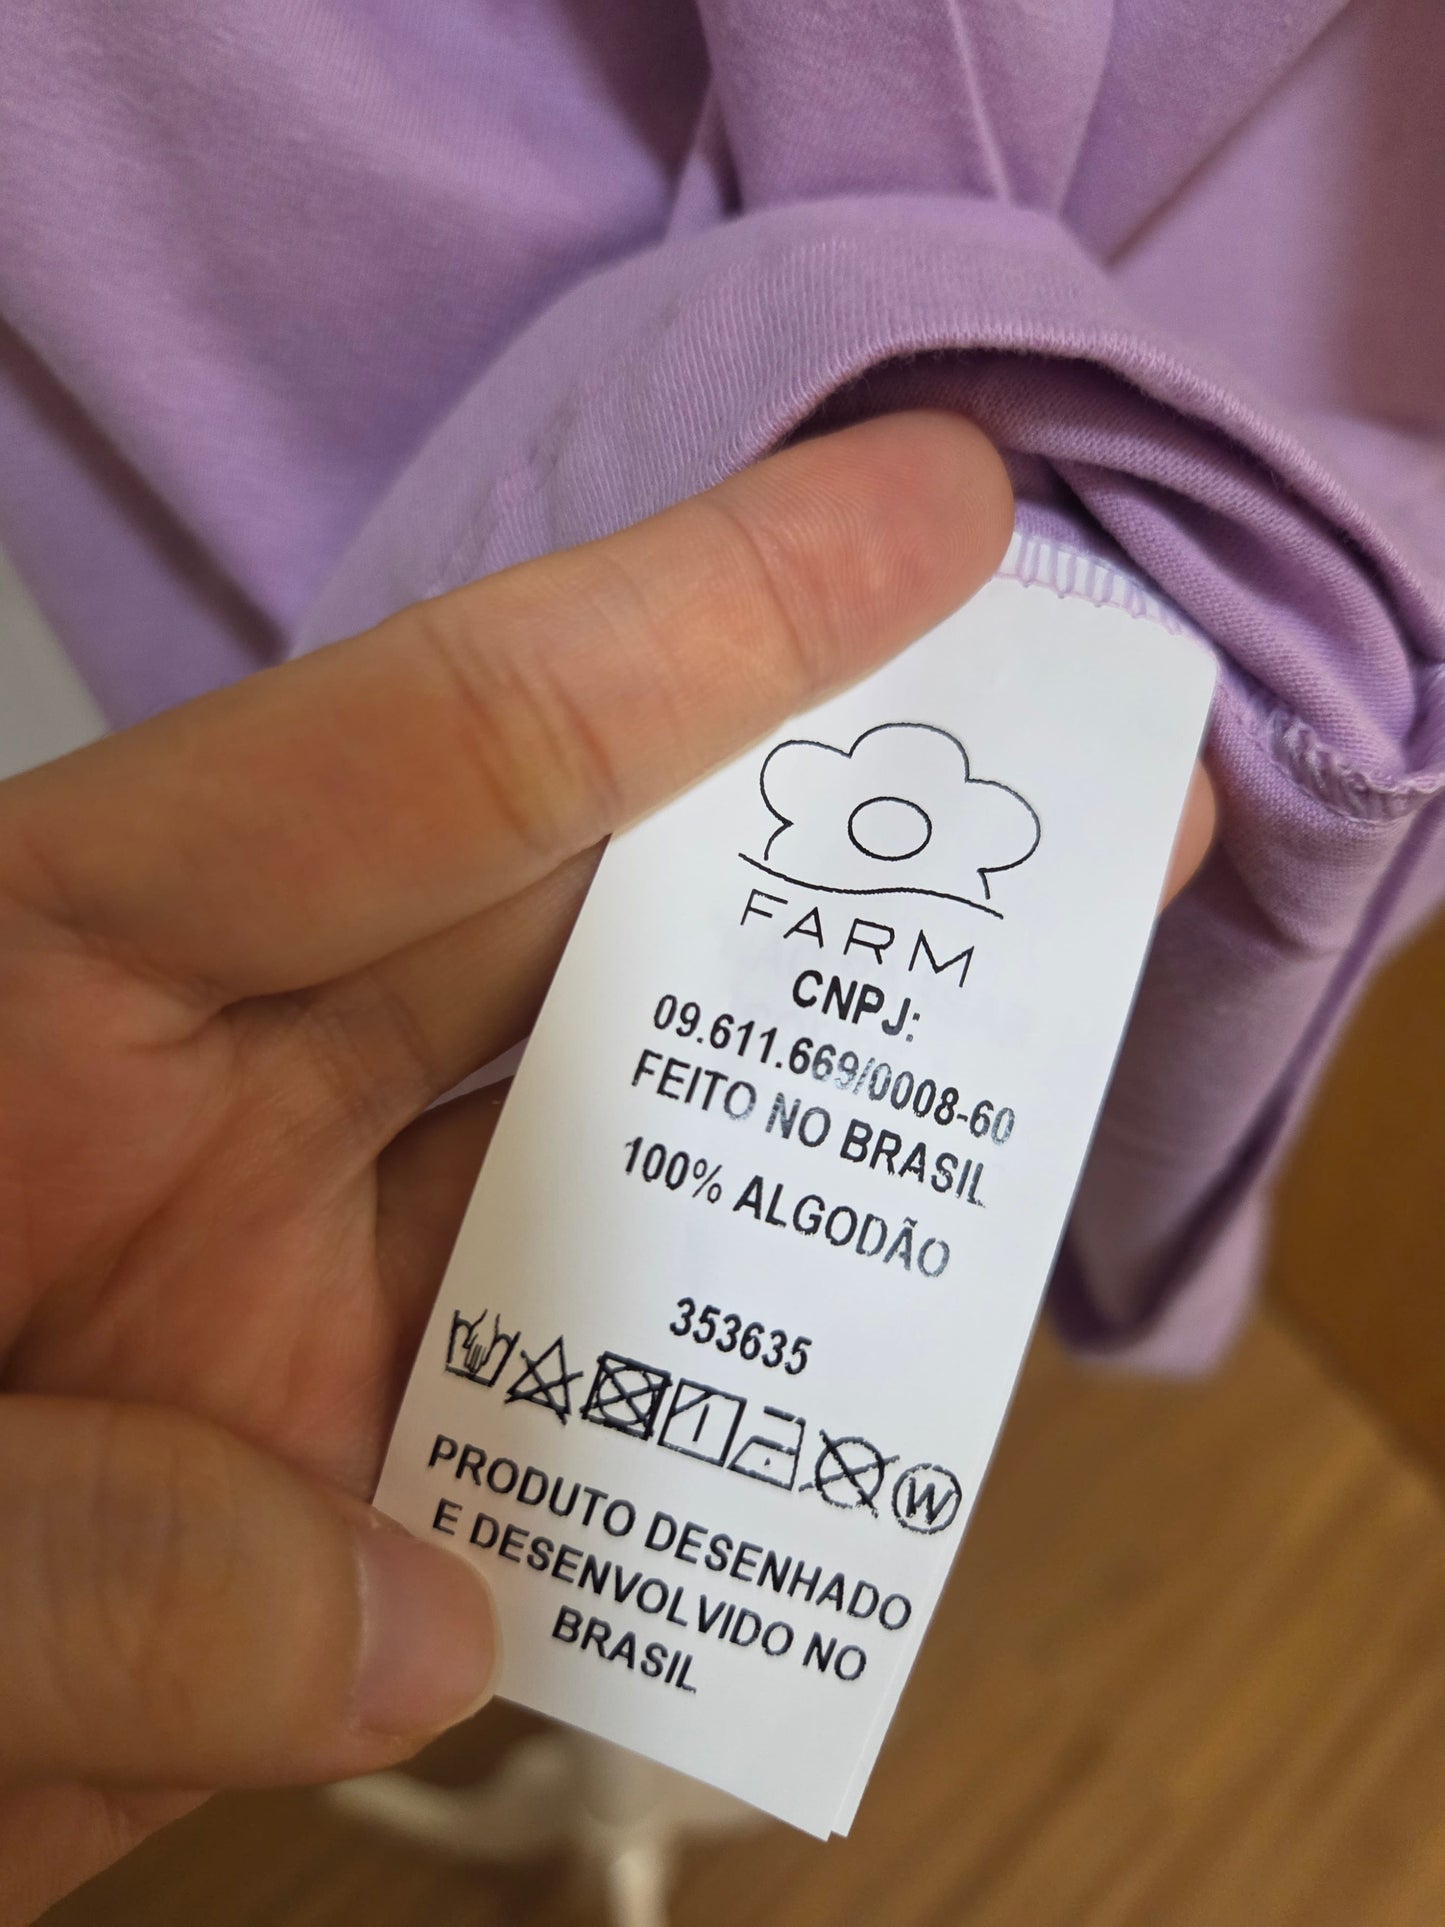 FARM
CNPJ:
09.611.669/0008-60
FEITO NO BRASIL
100% ALGODÃO
353635
W
PRODUTO DESENHADO
E DESENVOLVIDO NO
BRASIL